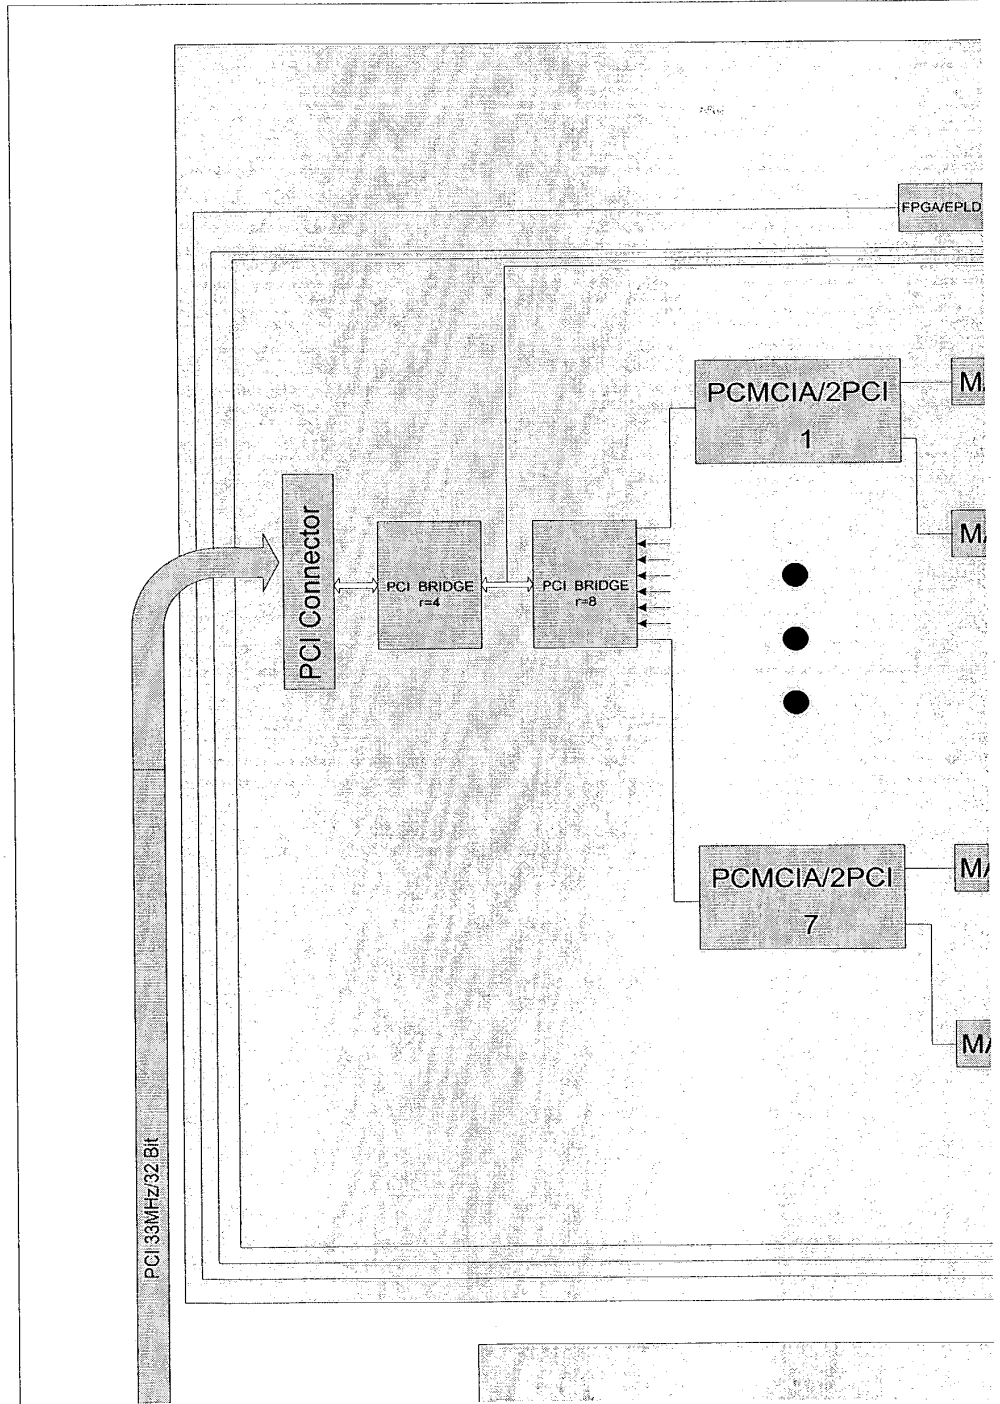 FPGA/EPLD
PCMCIA/2PCI
1
PCI Connector
PCI BRIDGE
r=4
PCI BRIDGE
r=8
PCMCIA/2PCI
7
PCI 33MHz/32 Bit